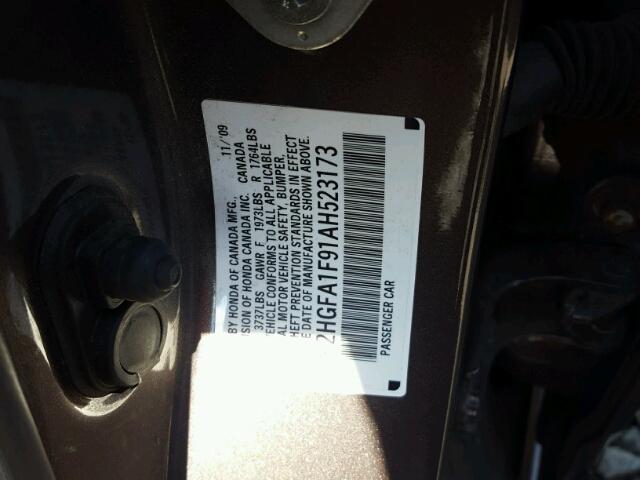 BY HONDA OF CANADA MFG., 11/'09
SION OF HONDA CANADA INC. CANADA
3737LBS GAWR F 1973LBS R 1764LBS
VEHICLE CONFORMS TO ALL APPLICABLE
AL MOTOR VEHICLE SAFETY, BUMPER,
HEFT PREVENTION STANDARDS IN EFFECT
E DATE OF MANUFACTURE SHOWN ABOVE.
2HGFA1F91AH523173
PASSENGER CAR